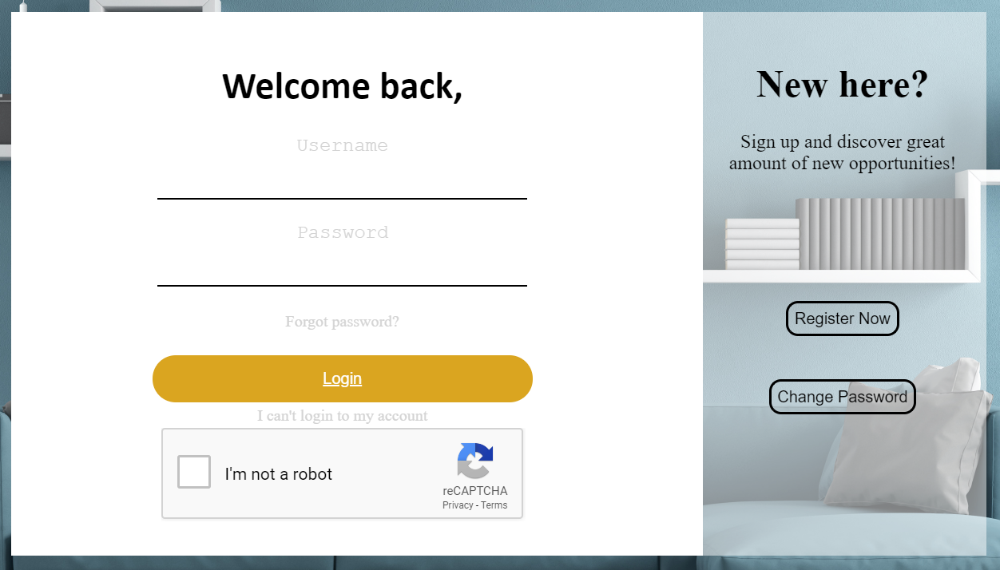 Welcome back,
Username
Password
Forgot password?
Login
I can't login to my account
I'm not a robot
reCAPTCHA
Privacy - Terms
New here?
Sign up and discover great
amount of new opportunities!
Register Now
Change Password